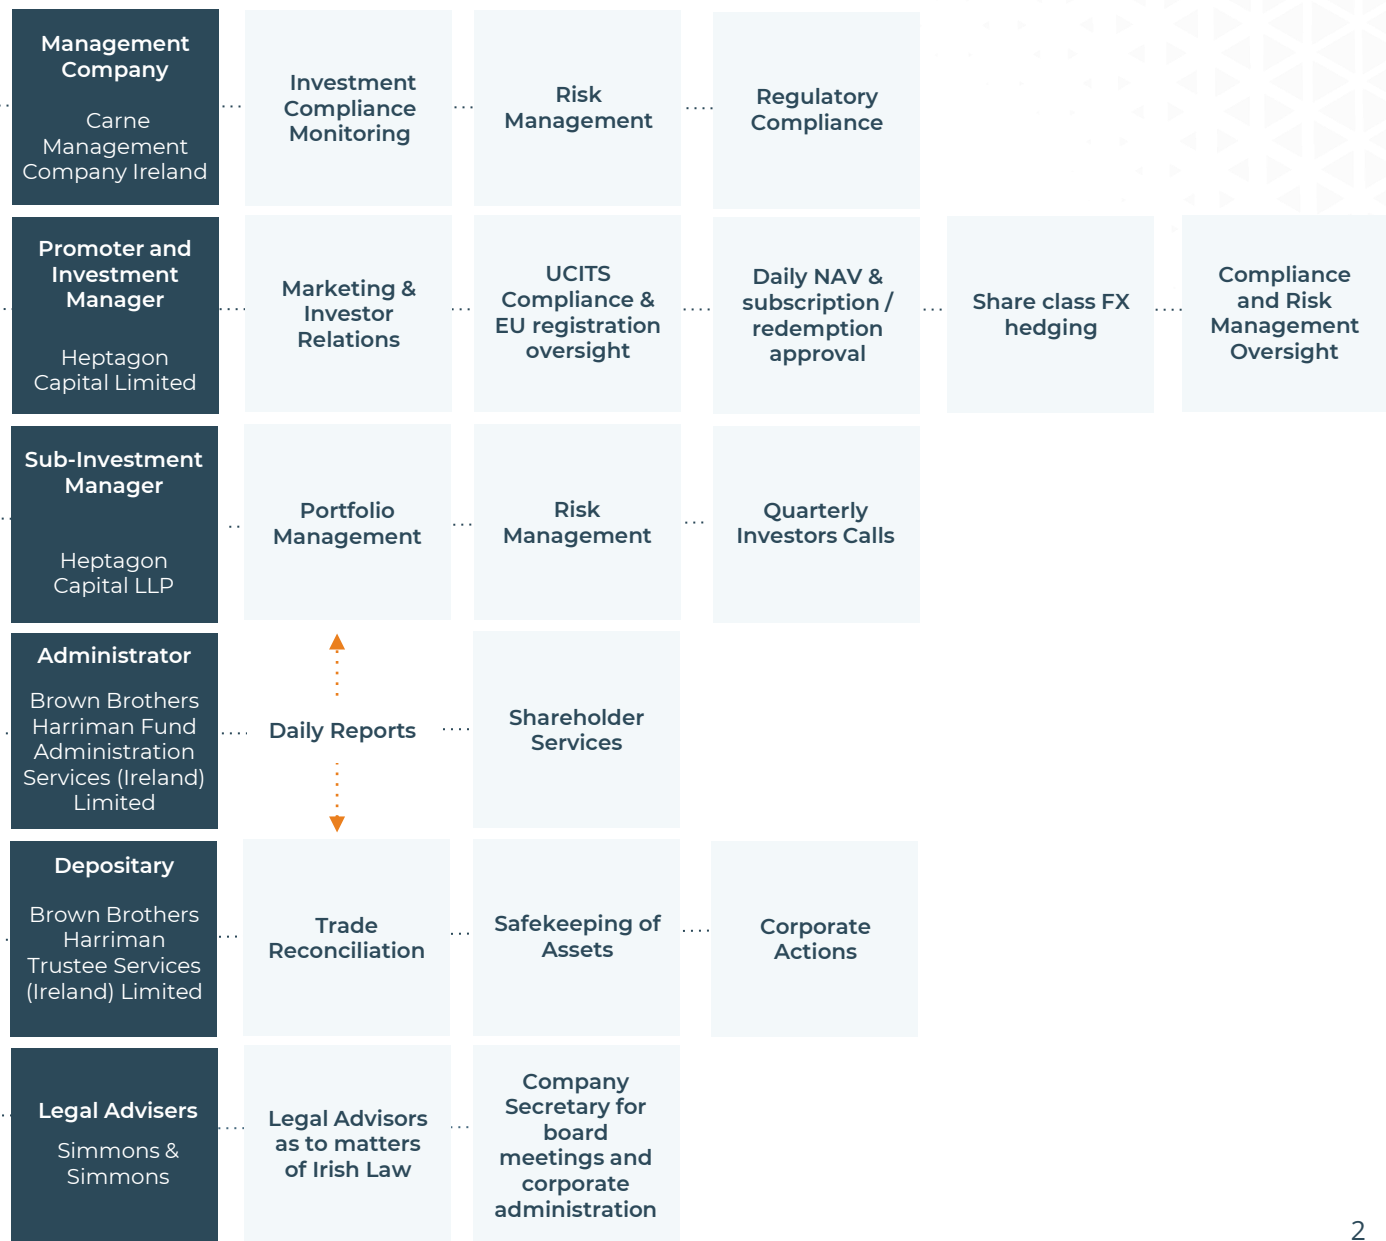 Management
Company
Carne
Management
Company Ireland
Investment
Compliance
Monitoring
Risk
Management
Regulatory
Compliance
Promoter and
Investment
Manager
Heptagon
Capital Limited
Marketing &
Investor
Relations
UCITS
Compliance &
EU registration
oversight
Daily NAV &
subscription /
redemption
approval
Share class FX
hedging
Compliance
and Risk
Management
Oversight
Sub-Investment
Manager
Heptagon
Capital LLP
Portfolio
Management
Risk
Management
Quarterly
Investors Calls
Administrator
Brown Brothers
Harriman Fund
Administration
Services (Ireland)
Limited
Daily Reports
Shareholder
Services
Depositary
Brown Brothers
Harriman
Trustee Services
(Ireland) Limited
Trade
Reconciliation
Safekeeping of
Assets
Corporate
Actions
Legal Advisers
Simmons &
Simmons
Legal Advisors
as to matters
of Irish Law
Company
Secretary for
board
meetings and
corporate
administration
2